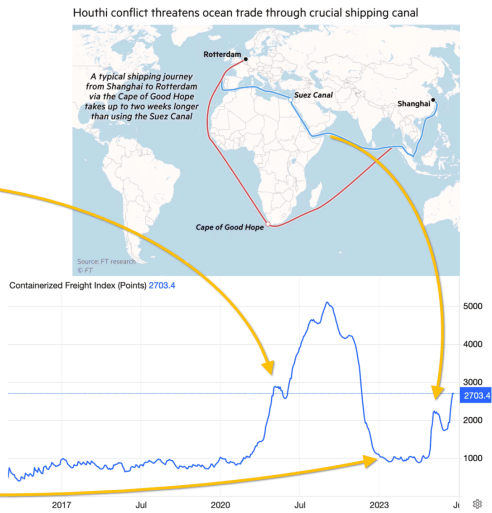 Houthi conflict threatens ocean trade through crucial shipping canal
Rotterdam
A typical shipping journey
from Shanghai to Rotterdam
via the Cape of Good Hope
takes up to two weeks longer
than using the Suez Canal
Suez Canal
Shanghai
Cape of Good Hope
Source: FT research
© FT
Containerized Freight Index (Points) 2703.4
5000
4000
3000
2703.4
1000
2017
Jul
2020
Jul
2023
Ju